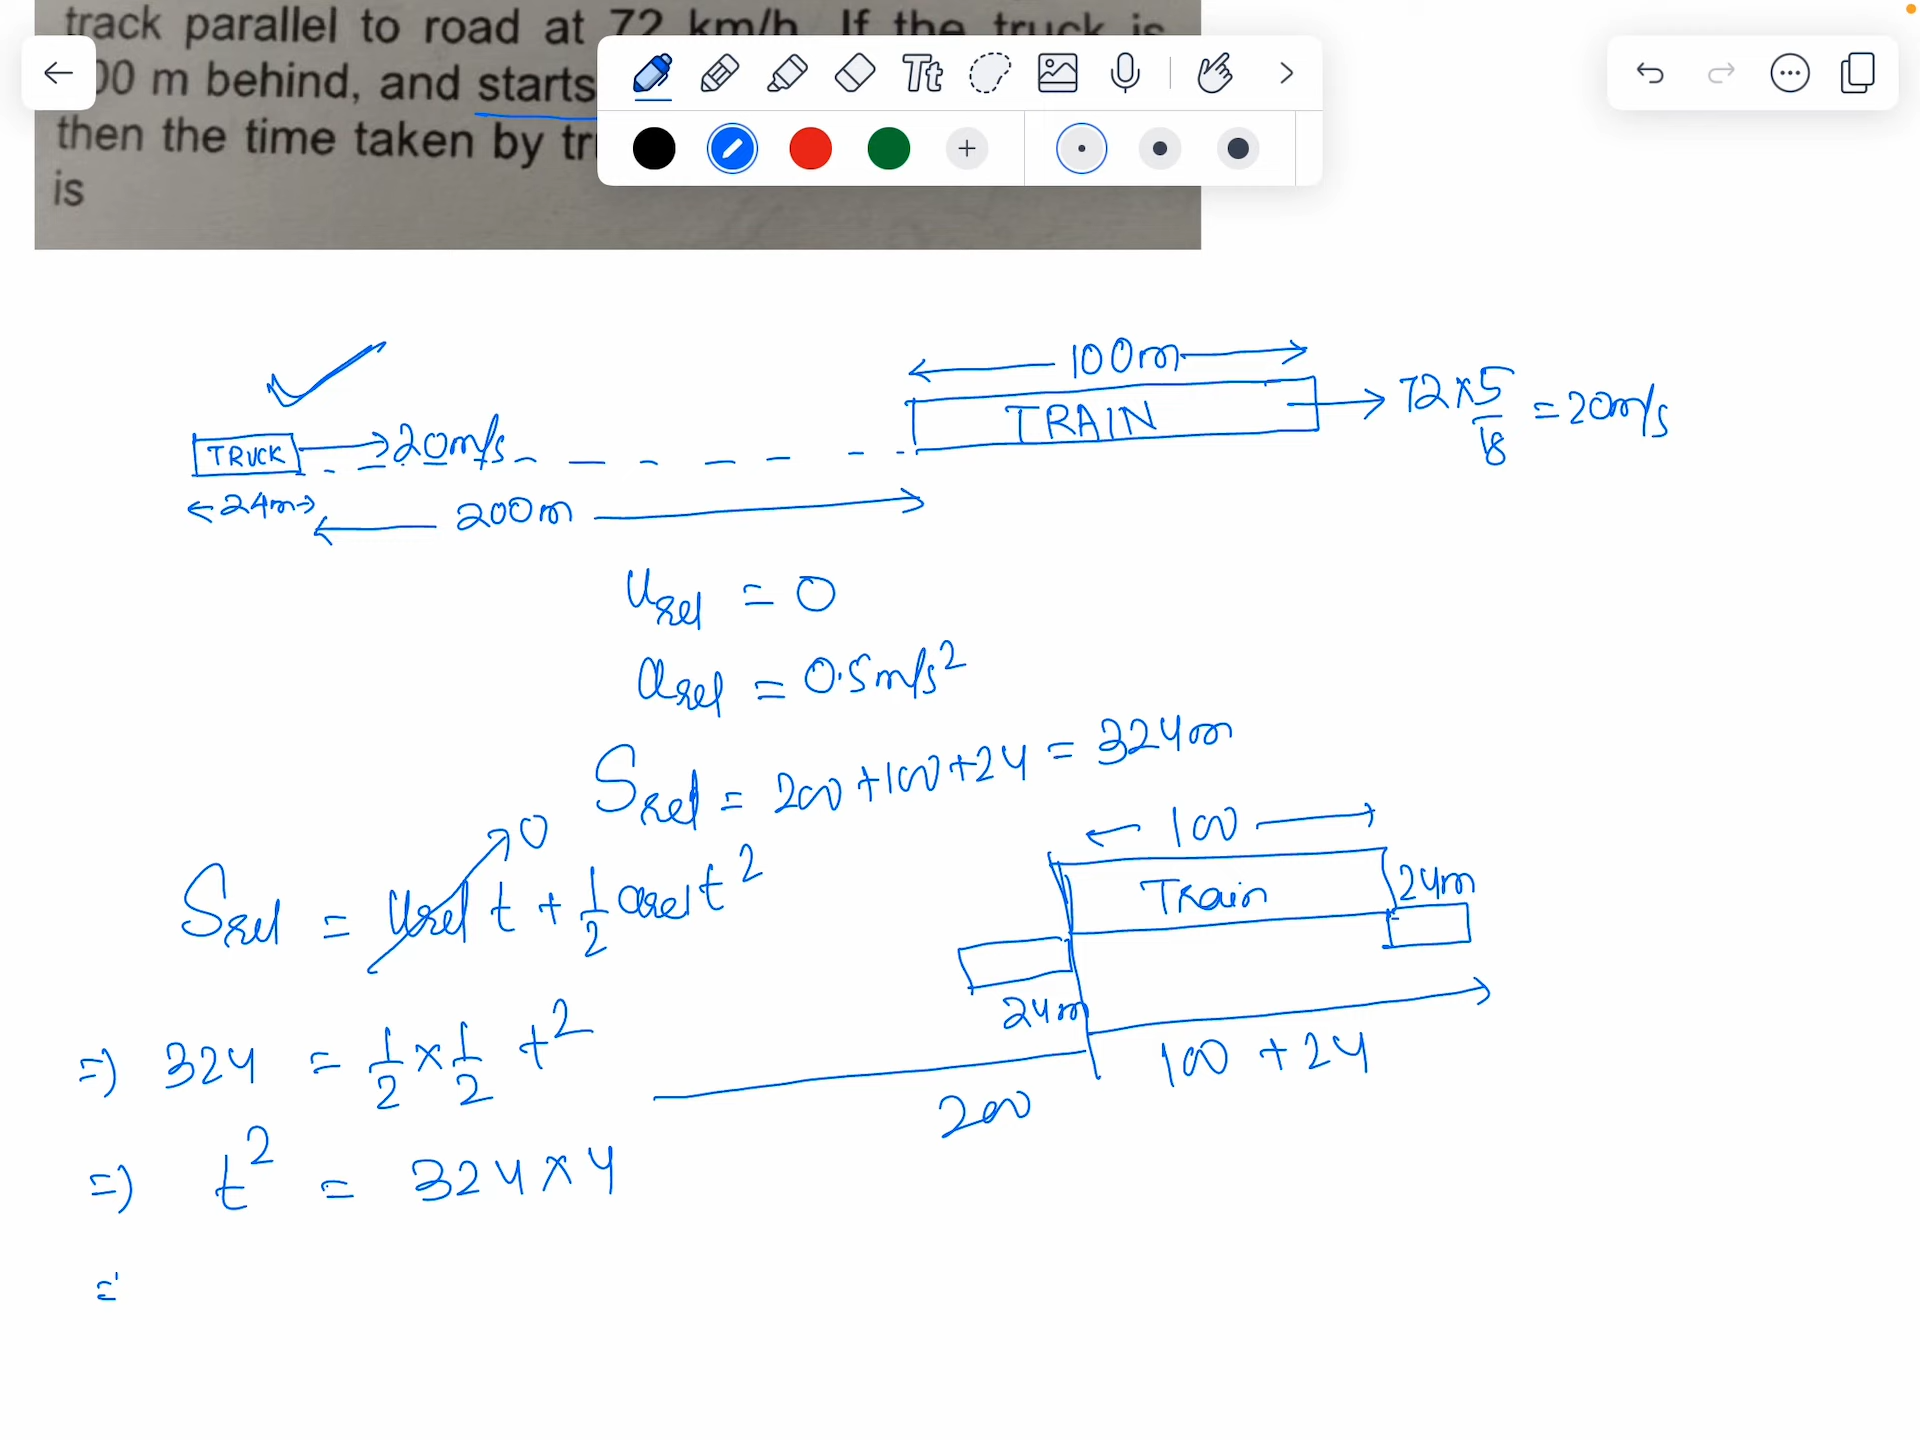 track parallel to road at 72 km/h. If the truck is
00 m behind, and starts
then the time taken by tr
is
Tt
100m
TRAIN
72×5/18 = 20m/s
TRUCK
20m/s
24m
200m
Urel = 0
arel = 0.5m/s²
Srel = 200+100+24 = 324m
0
Srel = Urel t + 1/2 arel t²
100
Train
24m
24m
=) 324 = 1/2 × 1/2 t²
100 + 24
200
=) t² = 324×4
=